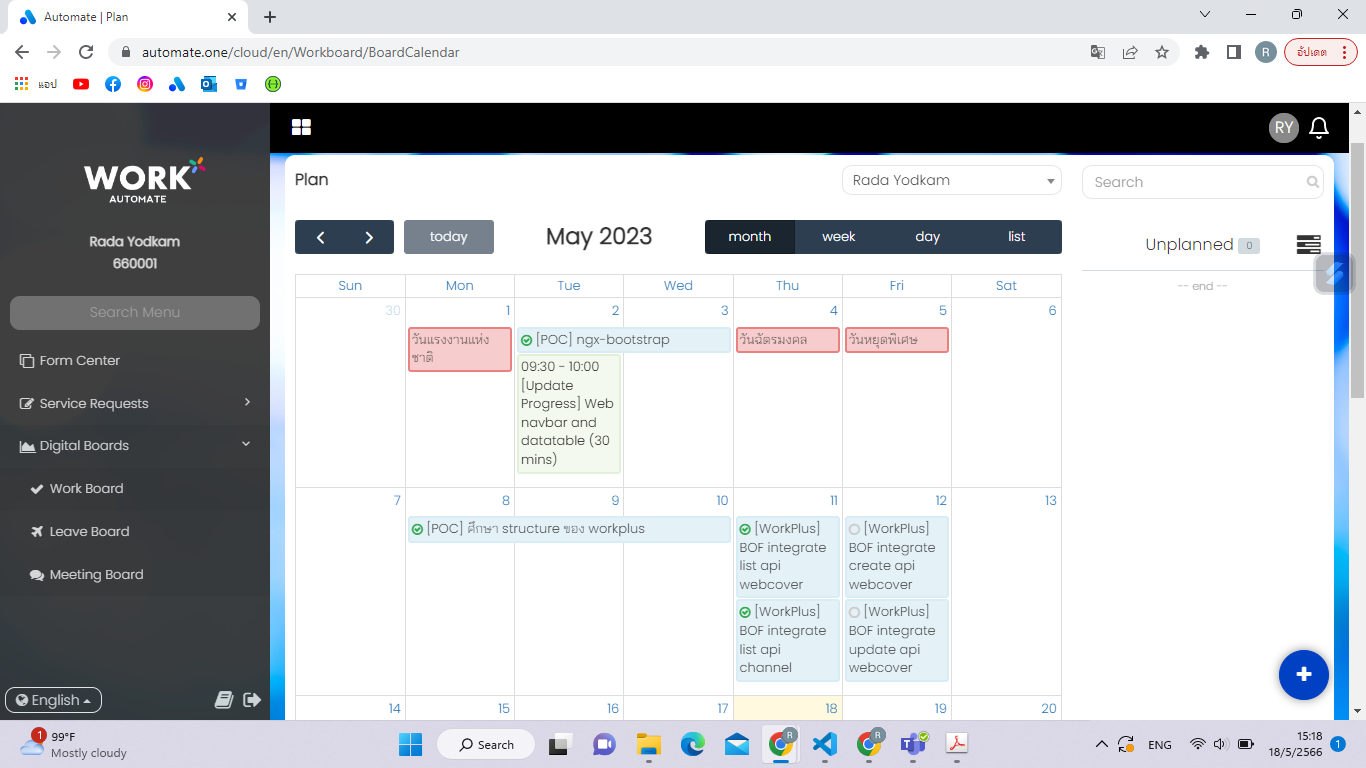 Automate | Plan
automate.one/cloud/en/Workboard/BoardCalendar
R
อัปเดต
แอป
WORK
AUTOMATE
Rada Yodkam
660001
Search Menu
Form Center
Service Requests
Digital Boards
Work Board
Leave Board
Meeting Board
English
RY
Plan
Rada Yodkam
Search
today
May 2023
month
week
day
list
Unplanned 0
-- end --
Sun
Mon
Tue
Wed
Thu
Fri
Sat
30
1
2
3
4
5
6
วันแรงงานแห่ง
ชาติ
[POC] ngx-bootstrap
วันฉัตรมงคล
วันหยุดพิเศษ
09:30 - 10:00
[Update
Progress] Web
navbar and
datatable (30
mins)
7
8
9
10
11
12
13
[POC] ศึกษา structure ของ workplus
[WorkPlus]
BOF integrate
list api
webcover
[WorkPlus]
BOF integrate
list api
channel
[WorkPlus]
BOF integrate
create api
webcover
[WorkPlus]
BOF integrate
update api
webcover
14
15
16
17
18
19
20
1
99°F
Mostly cloudy
Search
R
R
ENG
15:18
18/5/2566
1